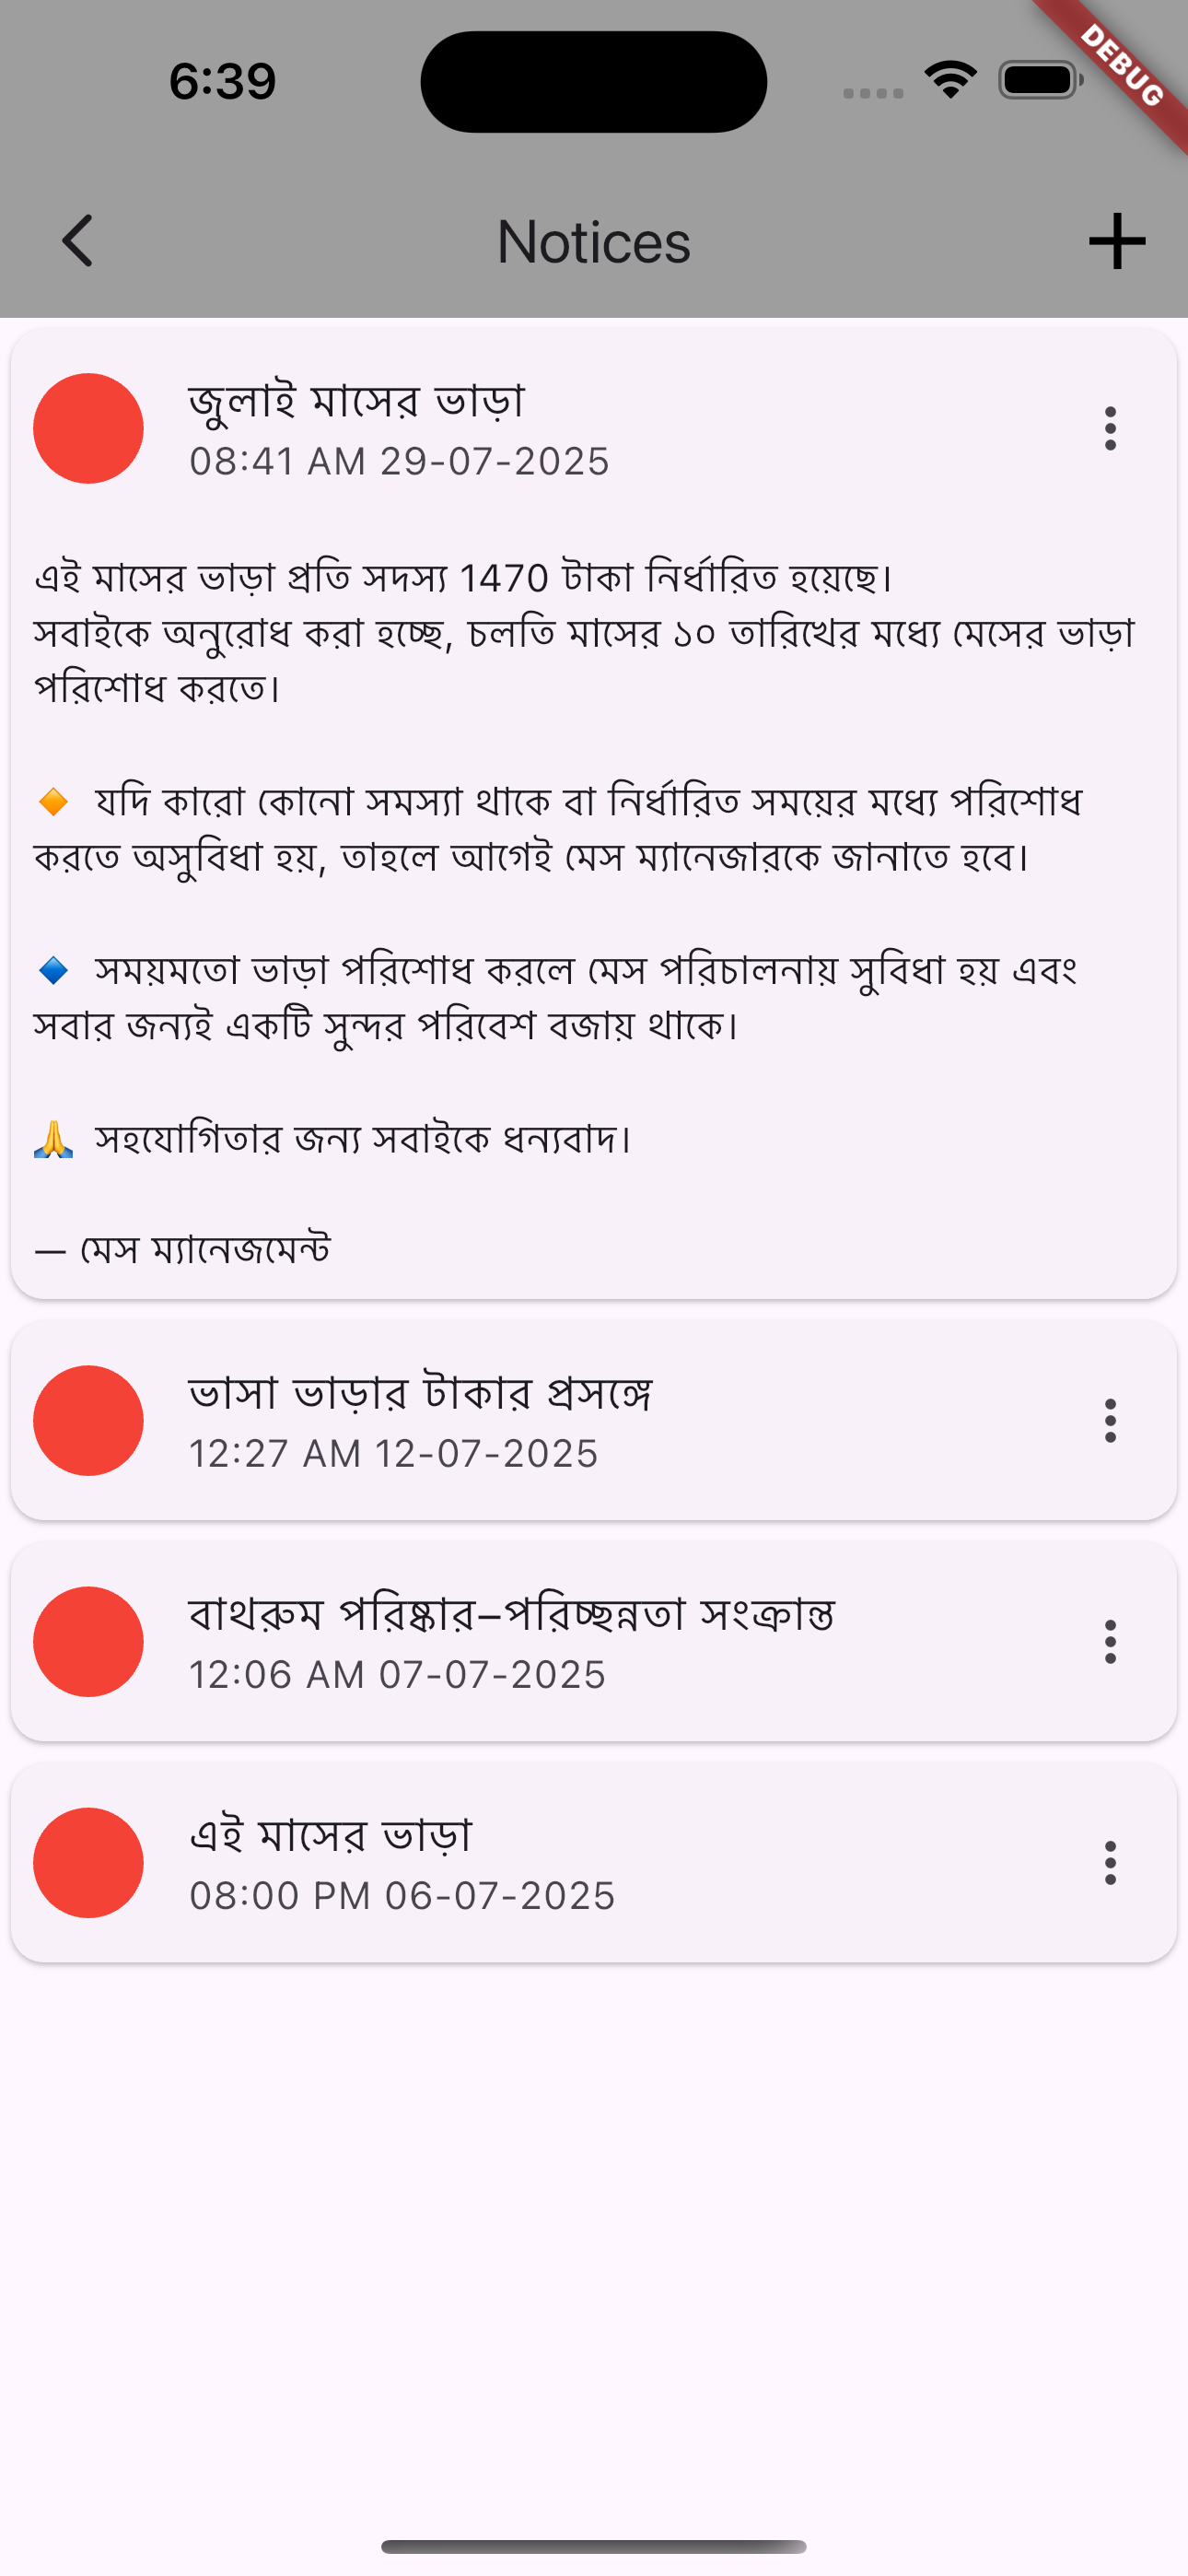 6:39
DEBUG
Notices
জুলাই মাসের ভাড়া
08:41 AM 29-07-2025
এই মাসের ভাড়া প্রতি সদস্য 1470 টাকা নির্ধারিত হয়েছে।
সবাইকে অনুরোধ করা হচ্ছে, চলতি মাসের ১০ তারিখের মধ্যে মেসের ভাড়া
পরিশোধ করতে।
🔸 যদি কারো কোনো সমস্যা থাকে বা নির্ধারিত সময়ের মধ্যে পরিশোধ
করতে অসুবিধা হয়, তাহলে আগেই মেস ম্যানেজারকে জানাতে হবে।
🔹 সময়মতো ভাড়া পরিশোধ করলে মেস পরিচালনায় সুবিধা হয় এবং
সবার জন্যই একটি সুন্দর পরিবেশ বজায় থাকে।
🙏 সহযোগিতার জন্য সবাইকে ধন্যবাদ।
— মেস ম্যানেজমেন্ট
ভাসা ভাড়ার টাকার প্রসঙ্গে
12:27 AM 12-07-2025
বাথরুম পরিষ্কার–পরিচ্ছন্নতা সংক্রান্ত
12:06 AM 07-07-2025
এই মাসের ভাড়া
08:00 PM 06-07-2025